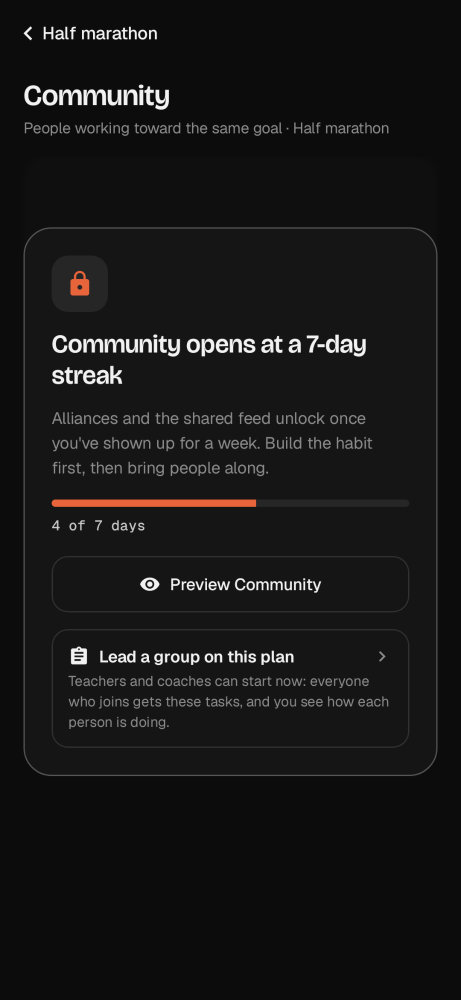 Half marathon
Community
People working toward the same goal · Half marathon
Community opens at a 7-day
streak
Alliances and the shared feed unlock once
you've shown up for a week. Build the habit
first, then bring people along.
4 of 7 days
Preview Community
Lead a group on this plan
Teachers and coaches can start now: everyone
who joins gets these tasks, and you see how each
person is doing.